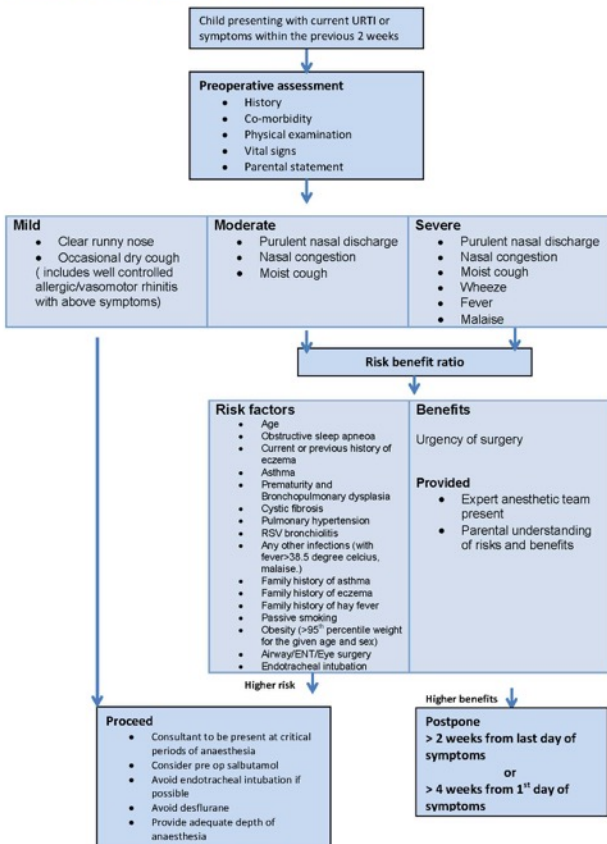 Child presenting with current URTI or
symptoms within the previous 2 weeks
Preoperative assessment
• History
• Co-morbidity
• Physical examination
• Vital signs
• Parental statement
Mild
• Clear runny nose
• Occasional dry cough
( includes well controlled
allergic/vasomotor rhinitis
with above symptoms)
Moderate
• Purulent nasal discharge
• Nasal congestion
• Moist cough
Severe
• Purulent nasal discharge
• Nasal congestion
• Moist cough
• Wheeze
• Fever
• Malaise
Risk benefit ratio
Risk factors
• Age
• Obstructive sleep apneoa
• Current or previous history of
eczema
• Asthma
• Prematurity and
Bronchopulmonary dysplasia
• Cystic fibrosis
• Pulmonary hypertension
• RSV bronchiolitis
• Any other infections (with
fever>38.5 degree celcius,
malaise.)
• Family history of asthma
• Family history of eczema
• Family history of hay fever
• Passive smoking
• Obesity (>95th percentile weight
for the given age and sex)
• Airway/ENT/Eye surgery
• Endotracheal intubation
Benefits
Urgency of surgery
Provided
• Expert anesthetic team
present
• Parental understanding
of risks and benefits
Higher risk
Higher benefits
Proceed
• Consultant to be present at critical
periods of anaesthesia
• Consider pre op salbutamol
• Avoid endotracheal intubation if
possible
• Avoid desflurane
• Provide adequate depth of
anaesthesia
Postpone
> 2 weeks from last day of
symptoms
or
> 4 weeks from 1st day of
symptoms